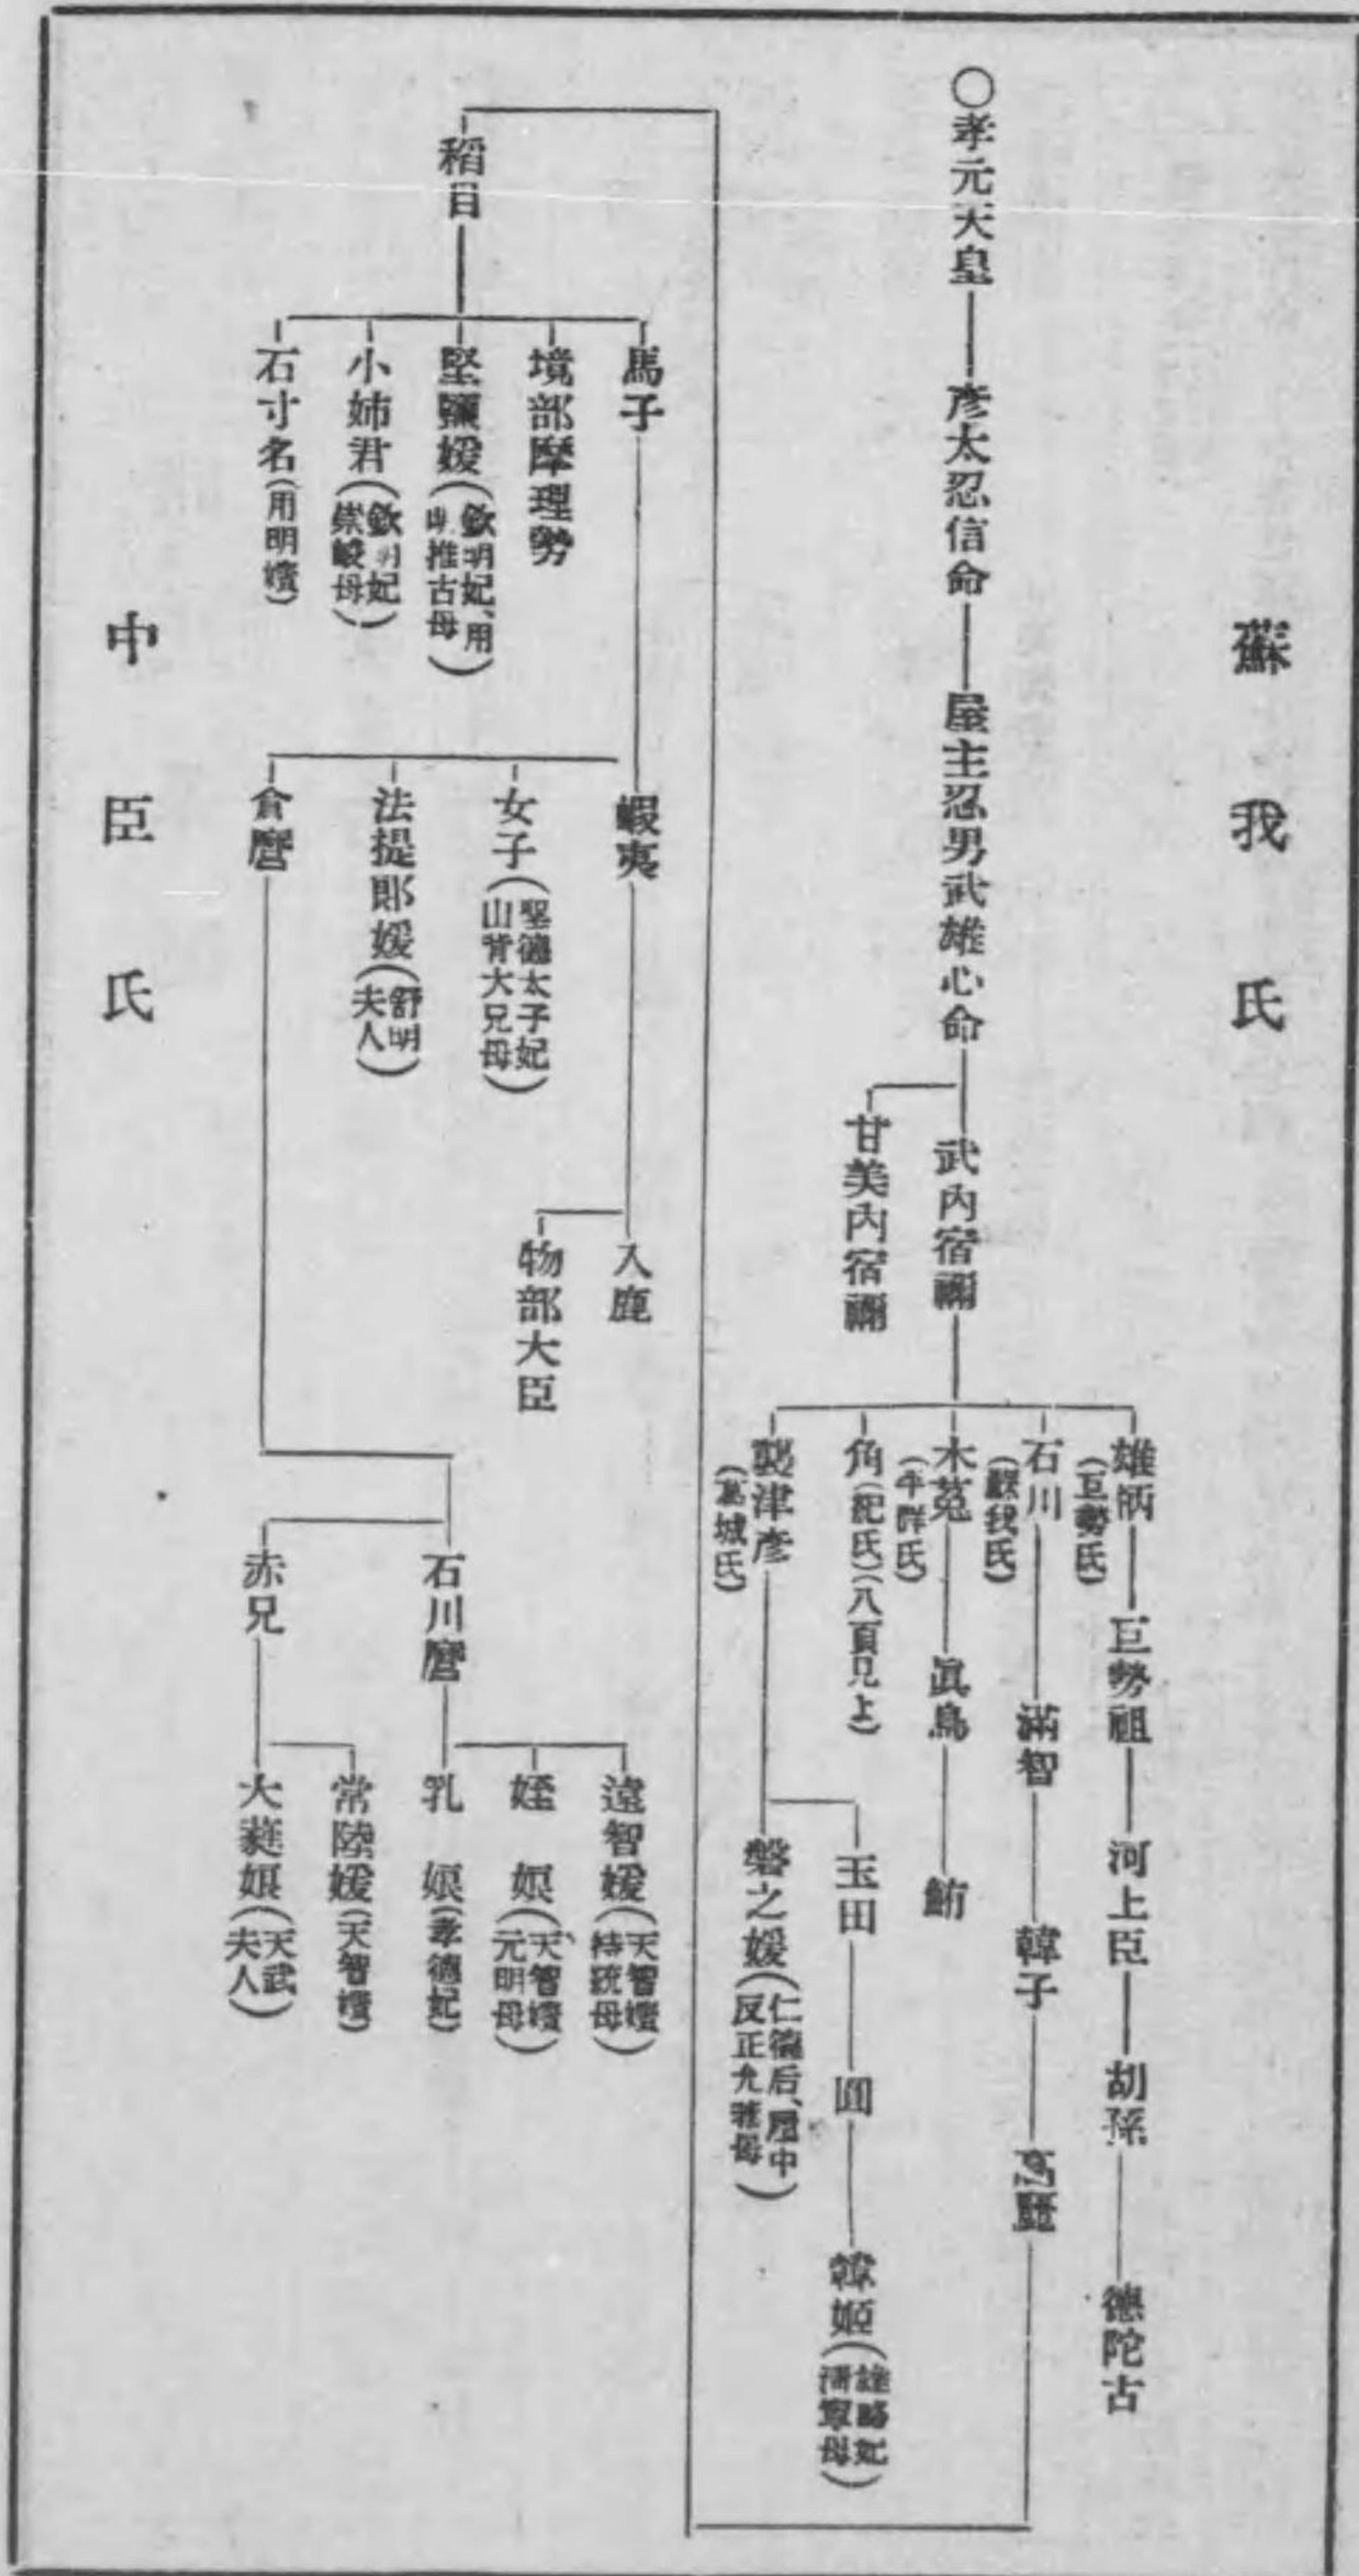 蘇我氏
○孝元天皇
彥太忍信命
屋主忍男武雄心命
武內宿禰
甘美內宿禰
雄柄
(巨勢氏)
巨勢祖
河上臣
胡孫
德陀古
石川
(蘇我氏)
滿智
韓子
高麗
木菟
(平群氏)
眞鳥
鮪
角(紀氏)(八頁見よ)
襲津彥
(葛城氏)
玉田
圓
韓姬(雄略妃
淸寧母)
磐之媛(仁德后、履中
反正允恭母)
稻目
馬子
境部摩理勢
堅鹽媛(欽明妃、用
明、推古母)
小姉君(欽明妃
崇峻母)
石寸名(用明嬪)
蝦夷
女子(聖德太子妃
山背大兄母)
法提郞媛(舒明
夫人)
倉麿
入鹿
物部大臣
石川麿
赤兄
遠智媛(天智嬪
持統母)
姪 娘(天智嬪、
元明母)
乳 娘(孝德妃)
常陸媛(天智嬪)
大蕤娘(天武
夫人)
中臣氏